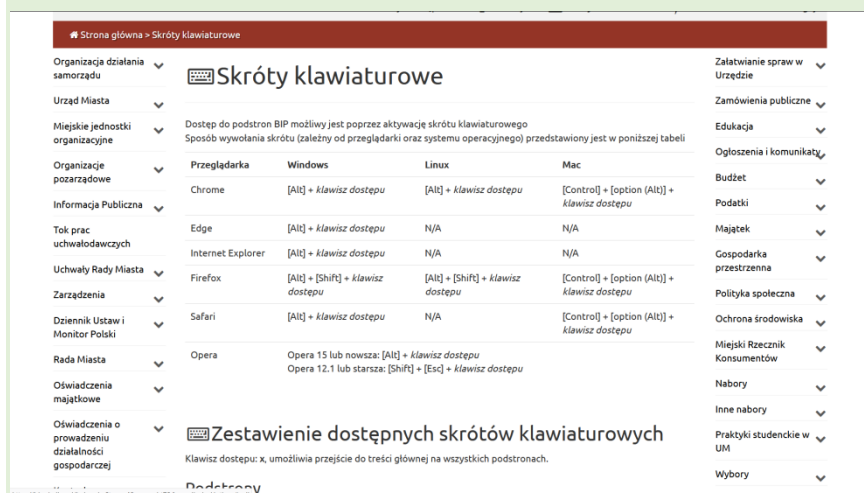 Strona główna > Skróty klawiaturowe
Organizacja działania
samorządu
Urząd Miasta
Miejskie jednostki
organizacyjne
Organizacje
pozarządowe
Informacja Publiczna
Tok prac
uchwałodawczych
Uchwały Rady Miasta
Zarządzenia
Dziennik Ustaw i
Monitor Polski
Rada Miasta
Oświadczenia
majątkowe
Oświadczenia o
prowadzeniu
działalności
gospodarczej
Skróty klawiaturowe
Dostęp do podstron BIP możliwy jest poprzez aktywację skrótu klawiaturowego
Sposób wywołania skrótu (zależny od przeglądarki oraz systemu operacyjnego) przedstawiony jest w poniższej tabeli
Przeglądarka Windows Linux Mac
Chrome [Alt] + klawisz dostępu [Alt] + klawisz dostępu [Control] + [option (Alt)] +
klawisz dostępu
Edge [Alt] + klawisz dostępu N/A N/A
Internet Explorer [Alt] + klawisz dostępu N/A N/A
Firefox [Alt] + [Shift] + klawisz [Alt] + [Shift] + klawisz [Control] + [option (Alt)] +
dostępu dostępu klawisz dostępu
Safari [Alt] + klawisz dostępu N/A [Control] + [option (Alt)] +
klawisz dostępu
Opera Opera 15 lub nowsza: [Alt] + klawisz dostępu
Opera 12.1 lub starsza: [Shift] + [Esc] + klawisz dostępu
Zestawienie dostępnych skrótów klawiaturowych
Klawisz dostępu: x, umożliwia przejście do treści głównej na wszystkich podstronach.
Podstrony
Załatwianie spraw w
Urzędzie
Zamówienia publiczne
Edukacja
Ogłoszenia i komunikaty
Budżet
Podatki
Majątek
Gospodarka
przestrzenna
Polityka społeczna
Ochrona środowiska
Miejski Rzecznik
Konsumentów
Nabory
Inne nabory
Praktyki studenckie w
UM
Wybory